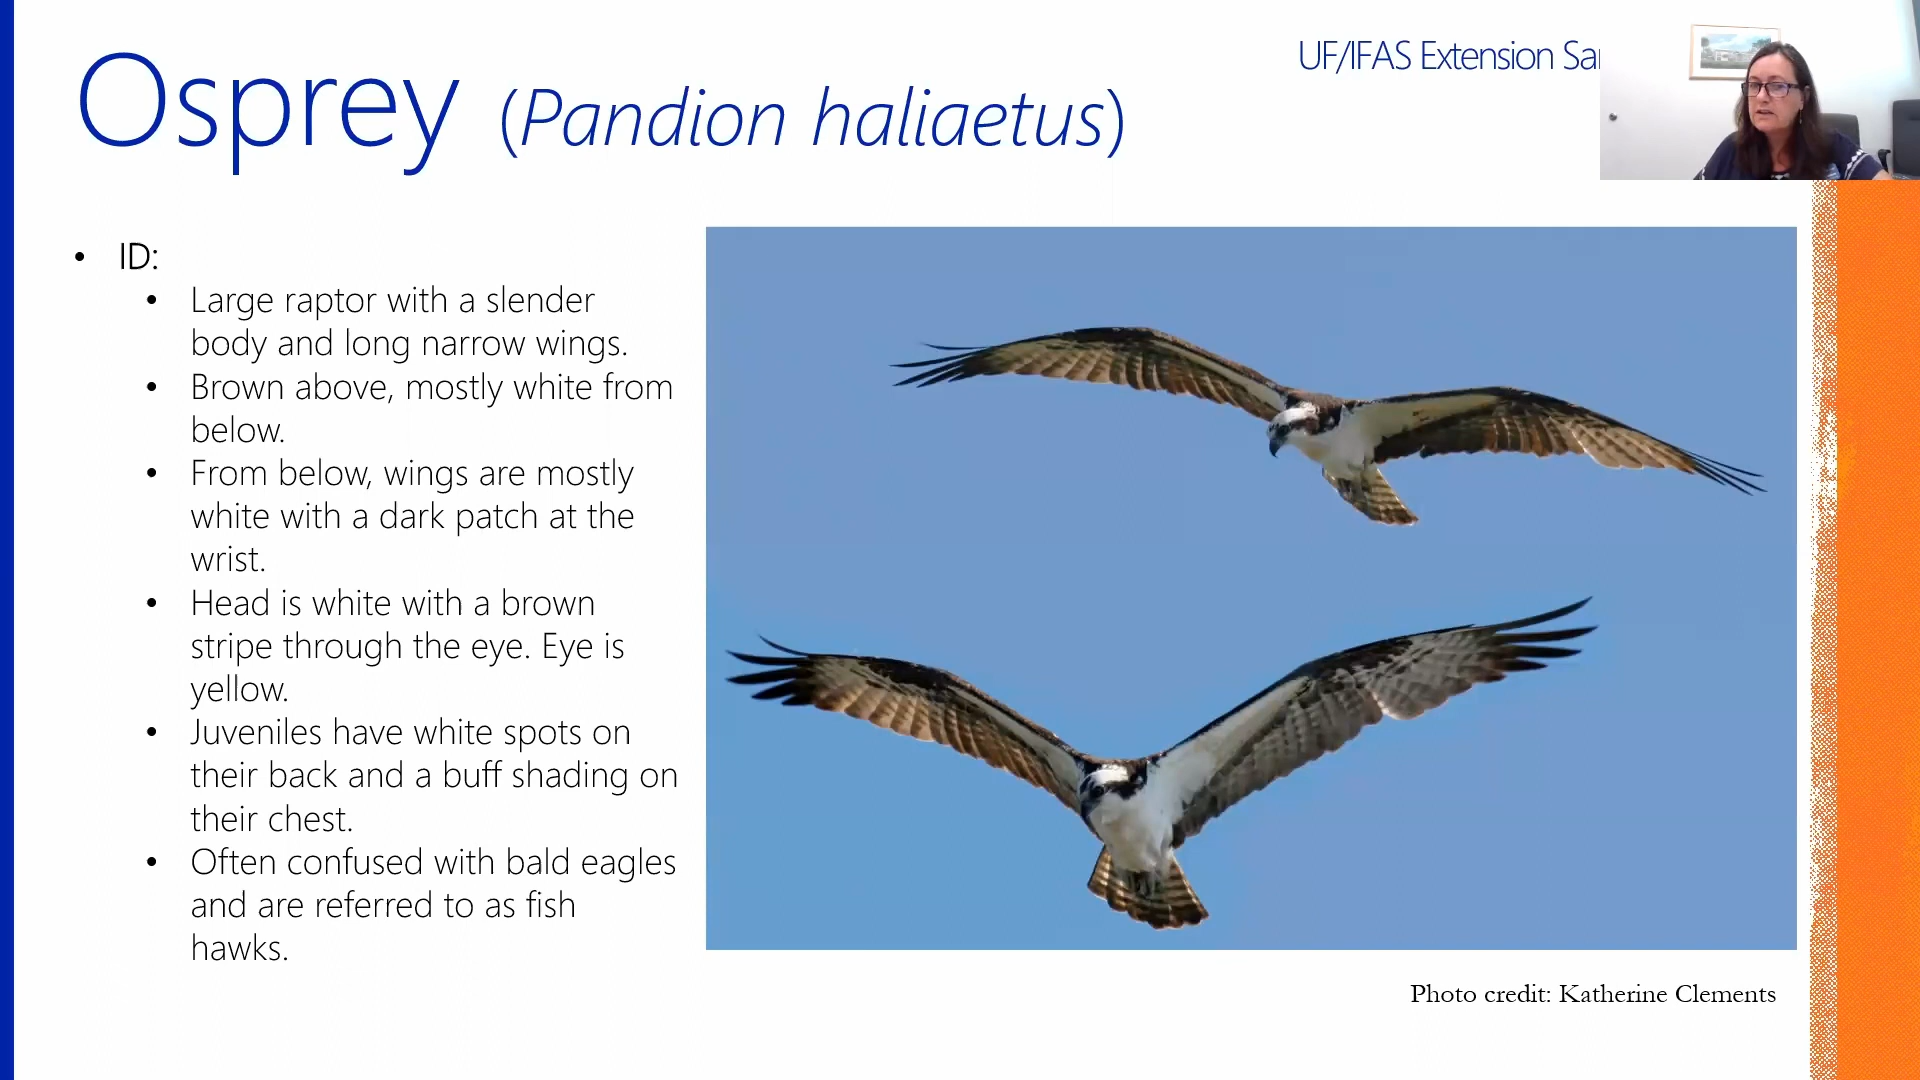 Osprey (Pandion haliaetus)
UF/IFAS Extension
• ID:
• Large raptor with a slender
body and long narrow wings.
• Brown above, mostly white from
below.
• From below, wings are mostly
white with a dark patch at the
wrist.
• Head is white with a brown
stripe through the eye. Eye is
yellow.
• Juveniles have white spots on
their back and a buff shading on
their chest.
• Often confused with bald eagles
and are referred to as fish
hawks.
Photo credit: Katherine Clements